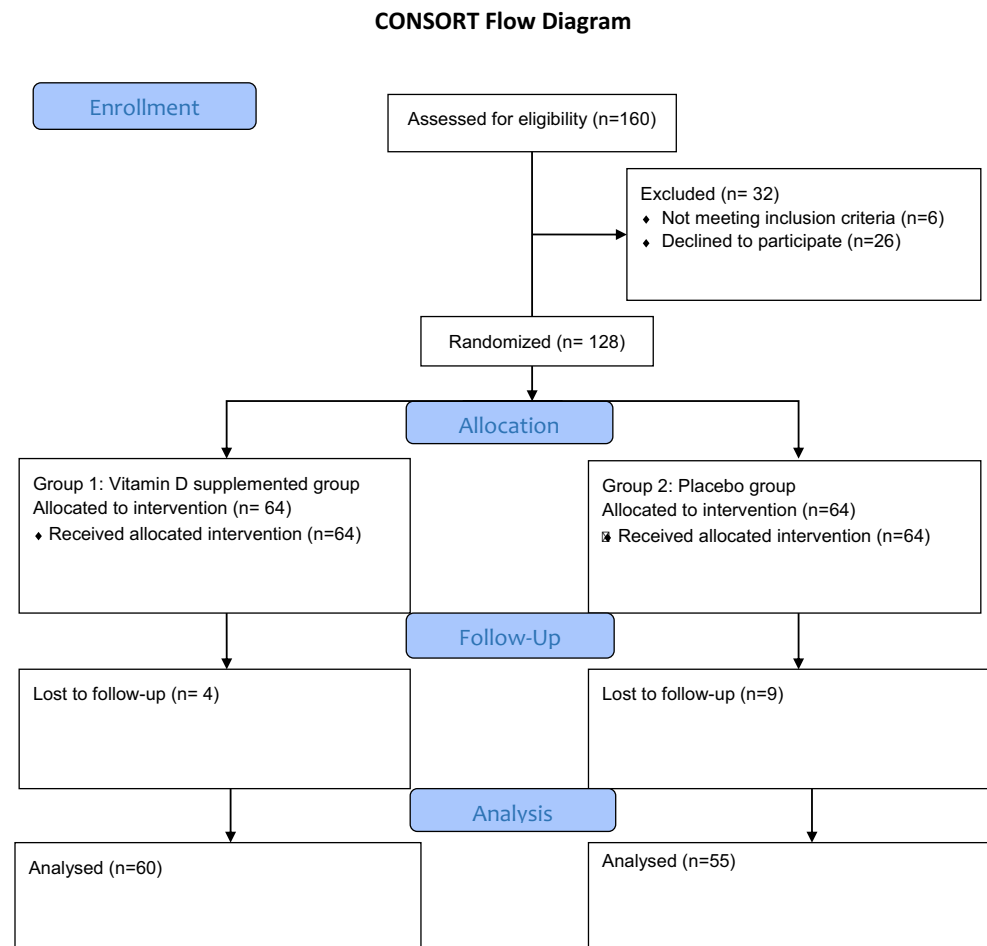 CONSORT Flow Diagram
Enrollment
Assessed for eligibility (n=160)
Excluded (n= 32)
♦ Not meeting inclusion criteria (n=6)
♦ Declined to participate (n=26)
Randomized (n= 128)
Allocation
Group 1: Vitamin D supplemented group
Allocated to intervention (n= 64)
♦ Received allocated intervention (n=64)
Group 2: Placebo group
Allocated to intervention (n=64)
♦ Received allocated intervention (n=64)
Follow-Up
Lost to follow-up (n= 4)
Lost to follow-up (n=9)
Analysis
Analysed (n=60)
Analysed (n=55)